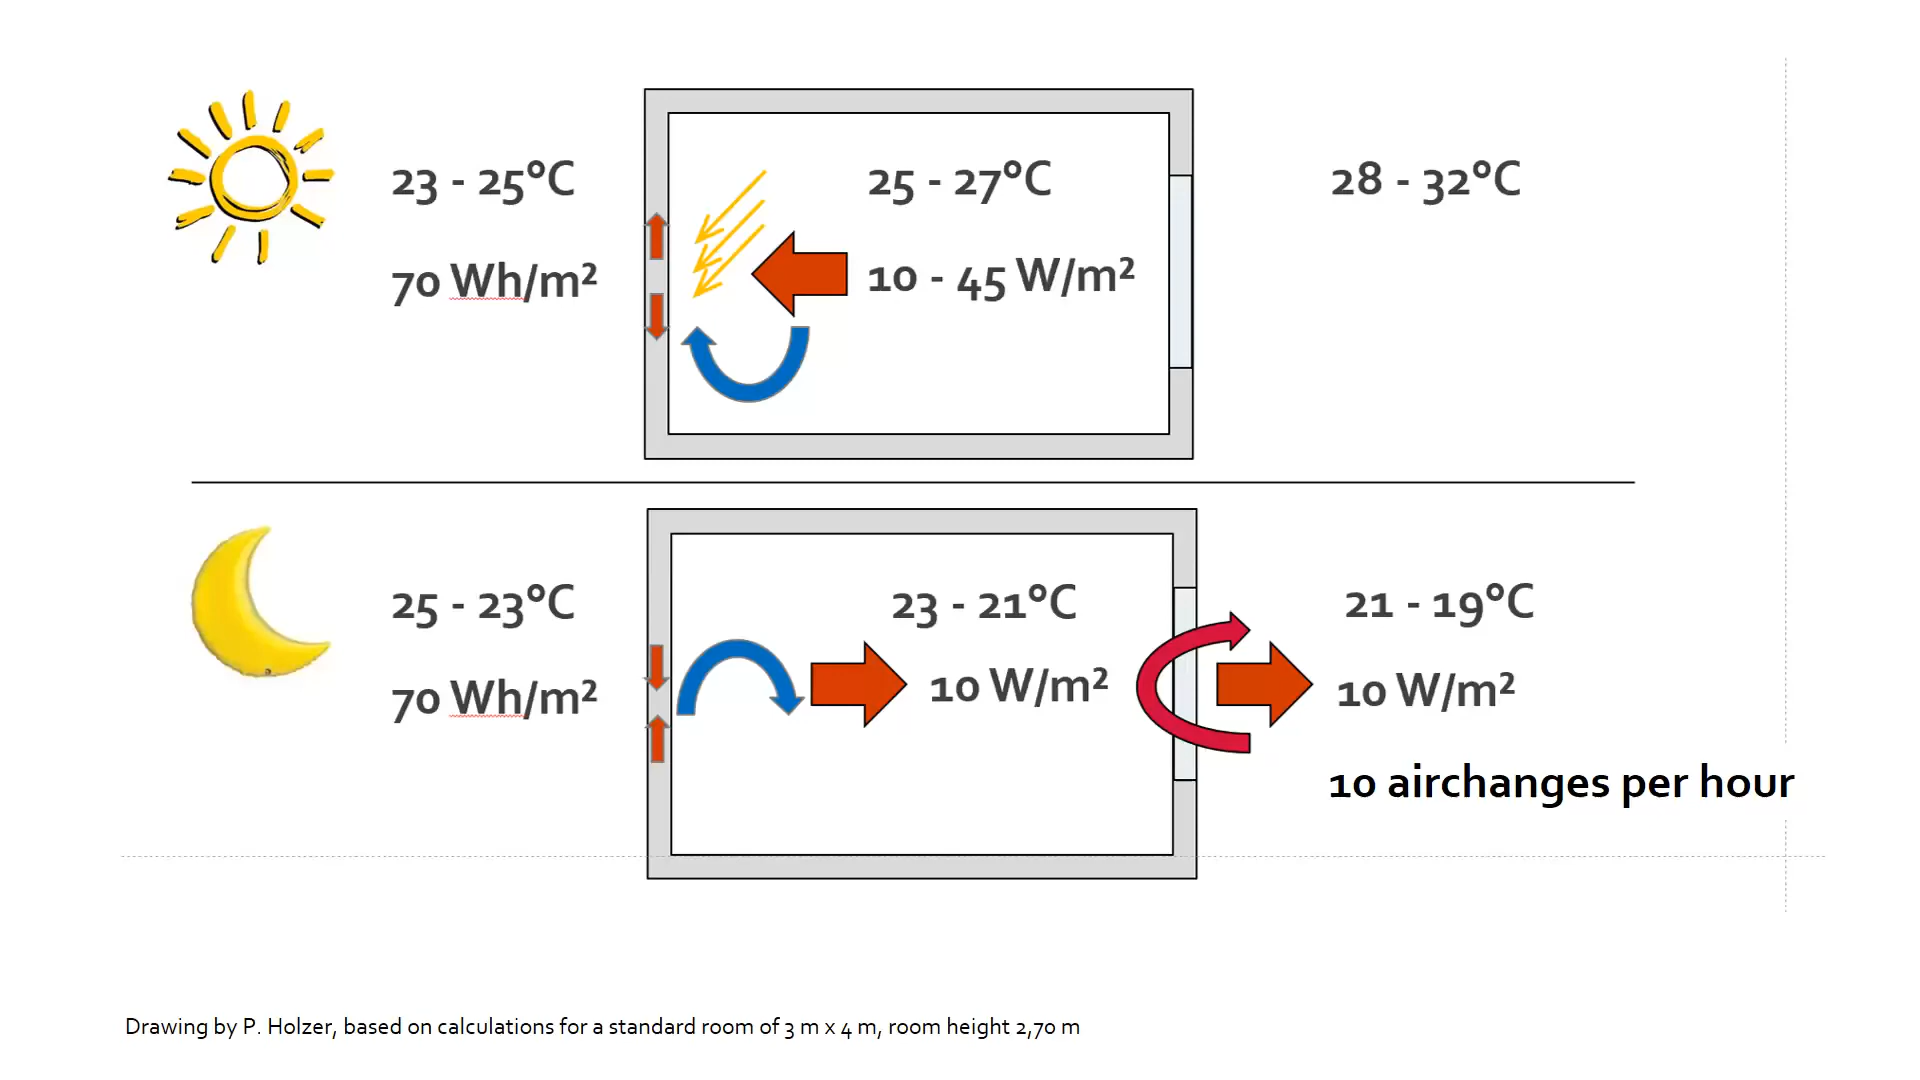 23 - 25°C
25 - 27°C
28 - 32°C
70 Wh/m²
10 - 45 W/m²
25 - 23°C
23 - 21°C
21 - 19°C
70 Wh/m²
10 W/m²
10 W/m²
10 airchanges per hour
Drawing by P. Holzer, based on calculations for a standard room of 3 m x 4 m, room height 2,70 m